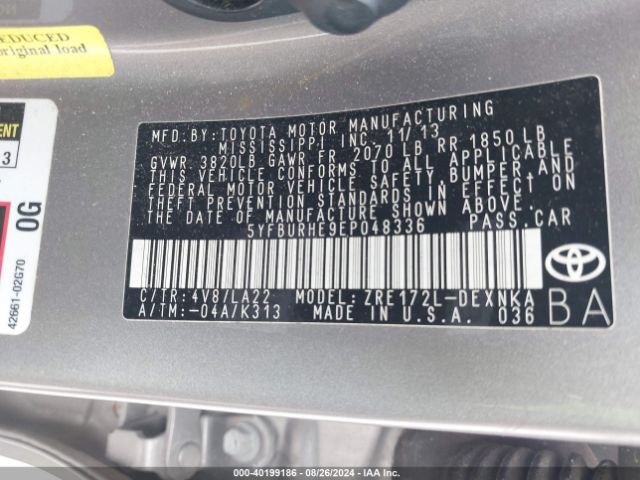 EDUCED
original load
ENT
3
0G
42661-02G70
MFD. BY: TOYOTA MOTOR MANUFACTURING
MISSISSIPPI INC. 11/13
GVWR 3820LB GAWR FR 2070 LB RR 1850 LB
THIS VEHICLE CONFORMS TO ALL APPLICABLE
FEDERAL MOTOR VEHICLE SAFETY, BUMPER, AND
THEFT PREVENTION STANDARDS IN EFFECT ON
THE DATE OF MANUFACTURE SHOWN ABOVE.
5YFBURHE9EP048336 PASS. CAR
C/TR: 4V8/LA22 MODEL: ZRE172L-DEXNKA
A/TM: -04A/K313 MADE IN U.S.A. 036
BA
000-40199186 - 08/26/2024 - IAA Inc.